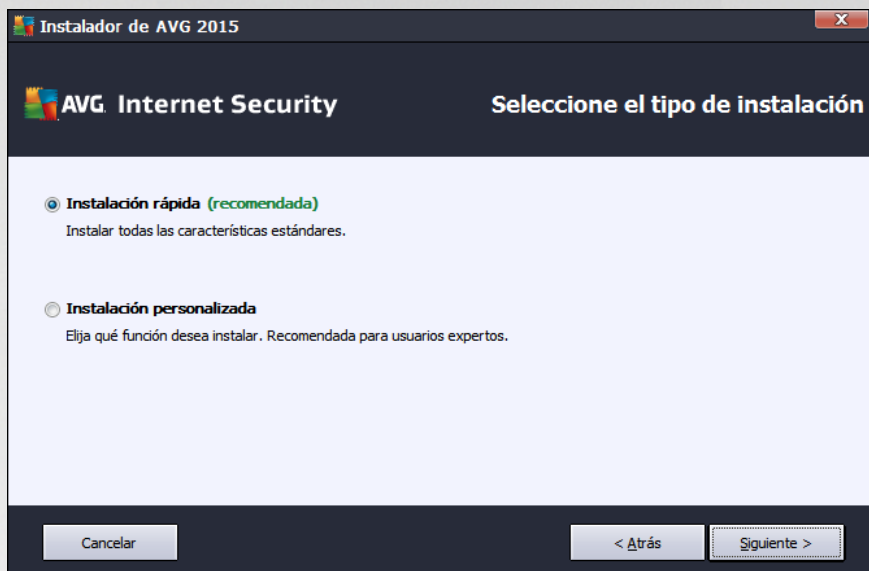 Instalador de AVG 2015
AVG. Internet Security
Seleccione el tipo de instalación
Instalación rápida (recomendada)
Instalar todas las características estándares.
Instalación personalizada
Elija qué función desea instalar. Recomendada para usuarios expertos.
Cancelar
< Atrás
Siguiente >